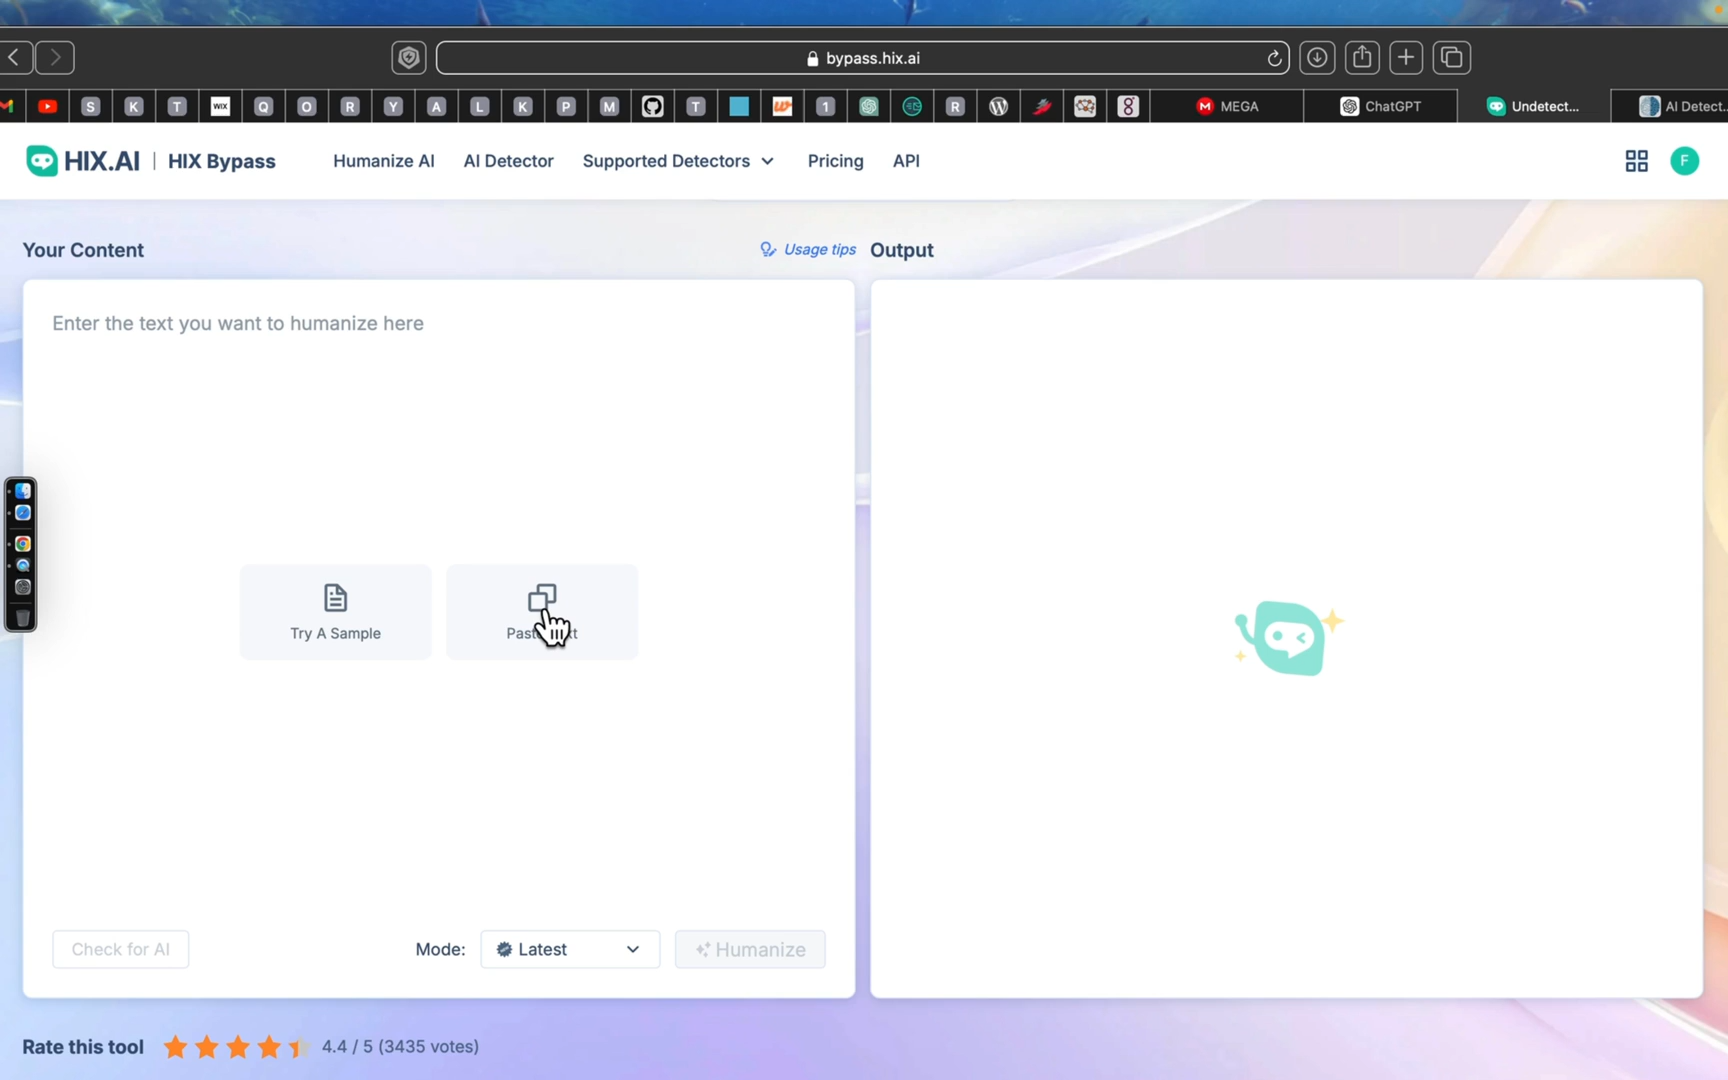 bypass.hix.ai
S K T WIX Q O R Y A L K P M T 1 R MEGA ChatGPT Undetect... AI Detect...
HIX.AI | HIX Bypass Humanize AI AI Detector Supported Detectors Pricing API F
Your Content Usage tips Output
Enter the text you want to humanize here
Try A Sample
Check for AI Mode: Latest Humanize
Rate this tool 4.4 / 5 (3435 votes)